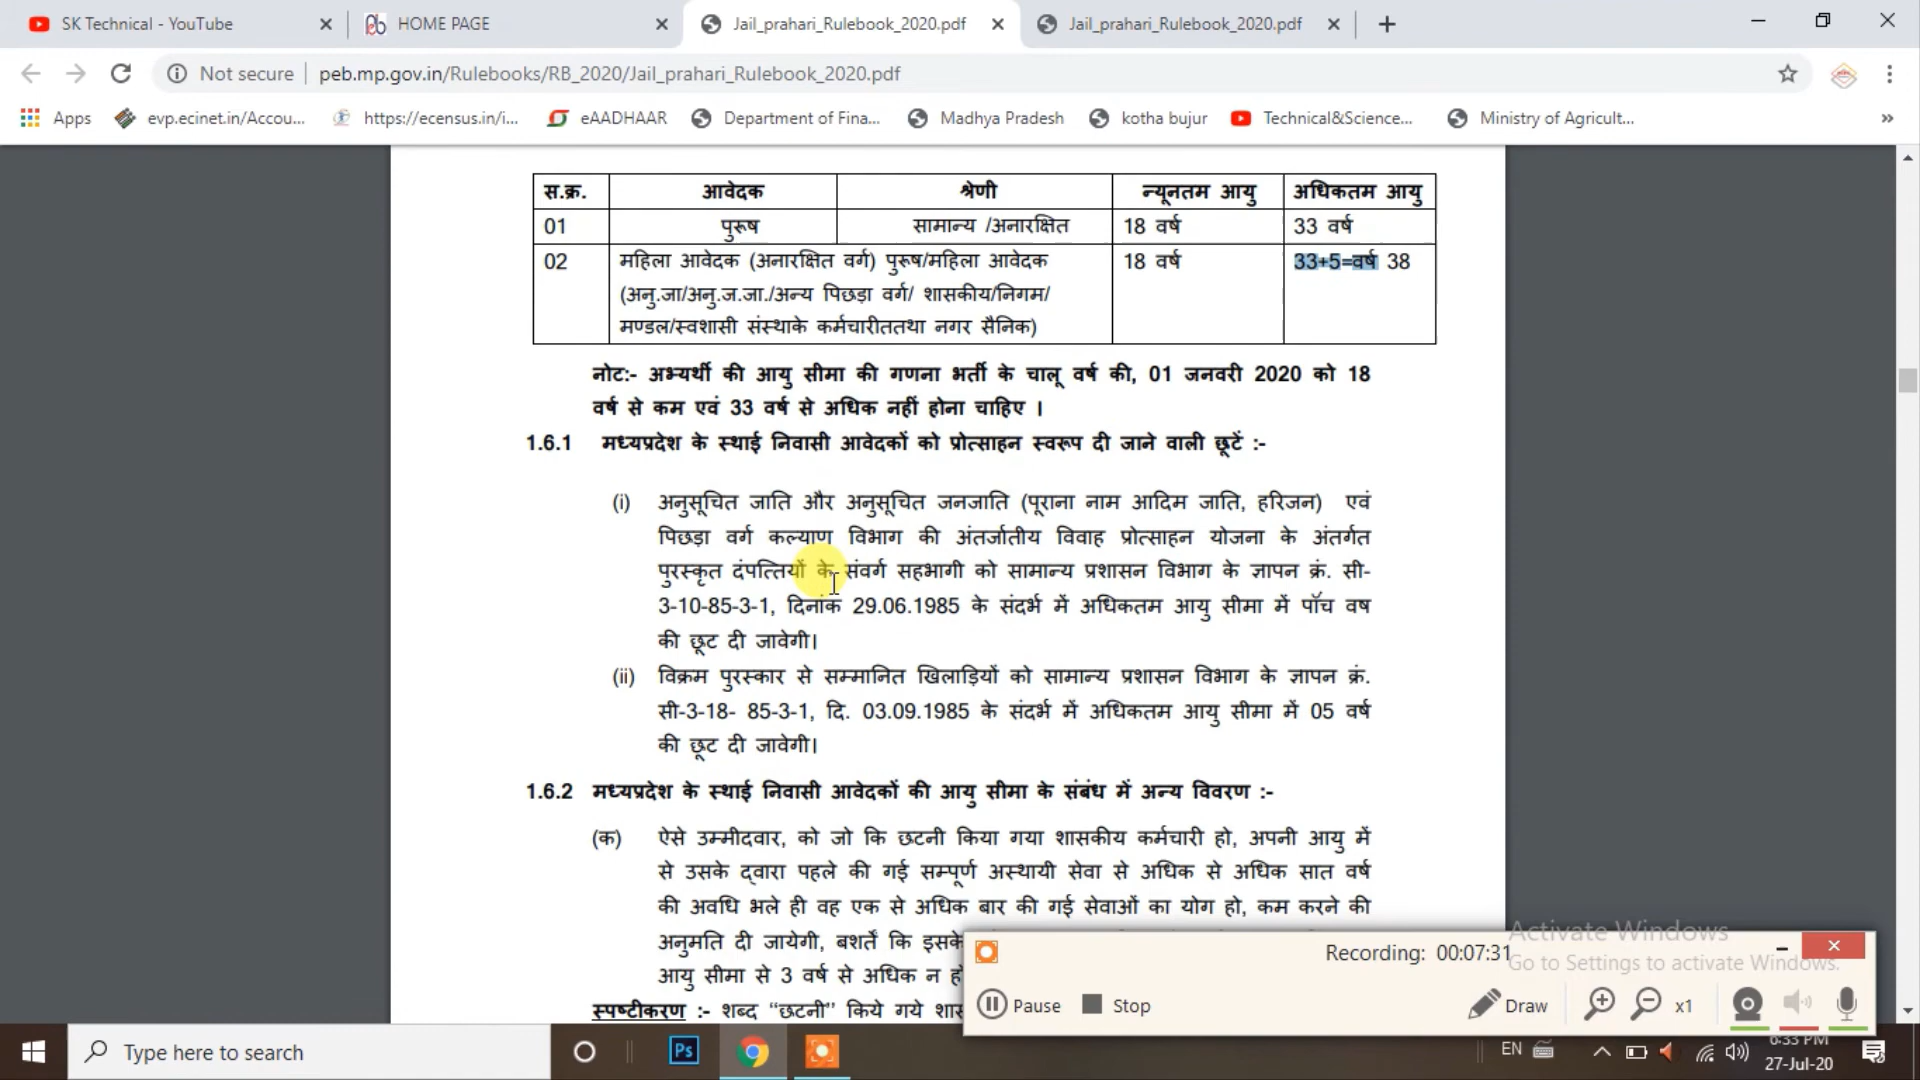 SK Technical - YouTube
HOME PAGE
Jail_prahari_Rulebook_2020.pdf
Jail_prahari_Rulebook_2020.pdf
Not secure
peb.mp.gov.in/Rulebooks/RB_2020/Jail_prahari_Rulebook_2020.pdf
Apps
evp.ecinet.in/Accou...
https://ecensus.in/i...
eAADHAAR
Department of Fina...
Madhya Pradesh
kotha bujur
Technical&Science...
Ministry of Agricult...
»
स.क्र. आवेदक श्रेणी न्यूनतम आयु अधिकतम आयु
01 पुरूष सामान्य /अनारक्षित 18 वर्ष 33 वर्ष
02 महिला आवेदक (अनारक्षित वर्ग) पुरूष/महिला आवेदक 18 वर्ष 33+5=वर्ष 38
(अनु.जा/अनु.ज.जा./अन्य पिछड़ा वर्ग/ शासकीय/निगम/
मण्डल/स्वशासी संस्थाके कर्मचारीततथा नगर सैनिक)
नोटः- अभ्यर्थी की आयु सीमा की गणना भर्ती के चालू वर्ष की, 01 जनवरी 2020 को 18
वर्ष से कम एवं 33 वर्ष से अधिक नहीं होना चाहिए ।
1.6.1 मध्यप्रदेश के स्थाई निवासी आवेदकों को प्रोत्साहन स्वरूप दी जाने वाली छूटें :-
(i) अनुसूचित जाति और अनुसूचित जनजाति (पूराना नाम आदिम जाति, हरिजन) एवं
पिछड़ा वर्ग कल्याण विभाग की अंतर्जातीय विवाह प्रोत्साहन योजना के अंतर्गत
पुरस्कृत दंपत्तियों के संवर्ग सहभागी को सामान्य प्रशासन विभाग के ज्ञापन क्रं. सी-
3-10-85-3-1, दिनांक 29.06.1985 के संदर्भ में अधिकतम आयु सीमा में पॉंच वष
की छूट दी जावेगी।
(ii) विक्रम पुरस्कार से सम्मानित खिलाड़ियों को सामान्य प्रशासन विभाग के ज्ञापन क्रं.
सी-3-18- 85-3-1, दि. 03.09.1985 के संदर्भ में अधिकतम आयु सीमा में 05 वर्ष
की छूट दी जावेगी।
1.6.2 मध्यप्रदेश के स्थाई निवासी आवेदकों की आयु सीमा के संबंध में अन्य विवरण :-
(क) ऐसे उम्मीदवार, को जो कि छटनी किया गया शासकीय कर्मचारी हो, अपनी आयु में
से उसके द्वारा पहले की गई सम्पूर्ण अस्थायी सेवा से अधिक से अधिक सात वर्ष
की अवधि भले ही वह एक से अधिक बार की गई सेवाओं का योग हो, कम करने की
अनुमति दी जायेगी, बशर्तें कि इसके
आयु सीमा से 3 वर्ष से अधिक न
स्पष्टीकरण :- शब्द "छटनी" किये गये
Activate Windows
Go to Settings to activate Windows.
Recording: 00:07:31
Pause
Stop
Draw
x1
Type here to search
Ps
EN
6:33 PM
27-Jul-20